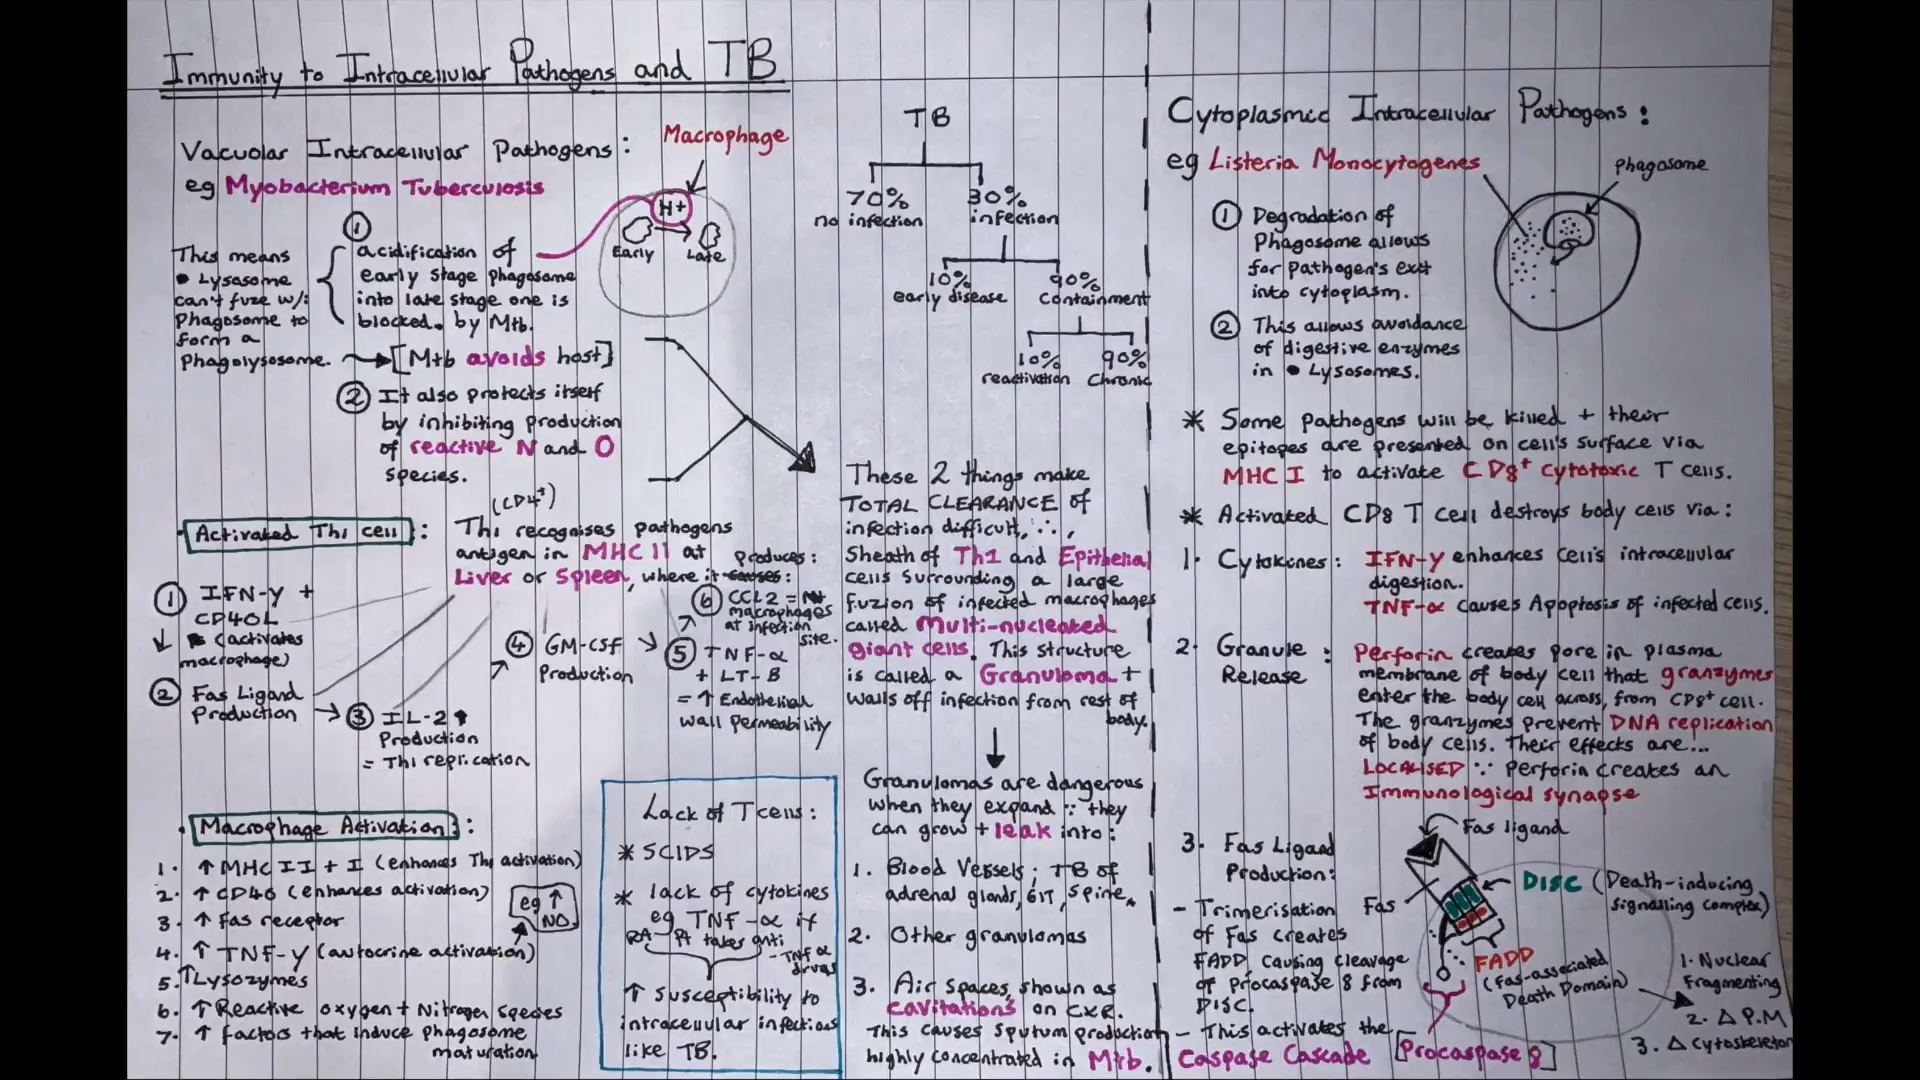 Immunity to Intracellular Pathogens and TB
Vacuolar Intracellular Pathogens:
eg Myobacterium Tuberculosis
Macrophage
H+
Early
Late
①
acidification of
early stage phagosome
into late stage one is
blocked. by Mtb.
This means
Lysasome
can't fuze w/:
Phagosome to
form a
Phagolysosome.
[Mtb avoids host]
② It also protects itself
by inhibiting production
of reactive N and O
species.
Activated Th1 cell:
(CD4⁺)
Th1 recognises pathogens
antigen in MHC II at
Liver or Spleen, where it causes:
produces:
① IFN-γ +
CD40L
(activates
macrophage)
② Fas Ligand
Production
③ IL-2↑
Production
= Th1 replication
④ GM-CSF
Production
⑤ TNF-α
+ LT-B
= ↑ Endothelial
wall permeability
⑥ CCL2 =
macrophages
at infection
site.
Macrophage Activation:
1. ↑ MHC II + I (enhances Th1 activation)
2. ↑ CD40 (enhances activation)
3. ↑ Fas receptor
4. ↑ TNF-γ (autocrine activation)
5. ↑Lysozymes
6. ↑ Reactive oxygen + Nitrogen species
7. ↑ factors that induce phagosome
maturation
eg ↑
NO.
Lack of T cells:
* SCIDS
* lack of cytokines
eg TNF-α if
RA Pt takes anti
-TNF α
drugs
↑ Susceptibility to
intracellular infections
like TB.
TB
70%
no infection
30%
infection
10%
early disease
90%
containment
10%
reactivation
90%
Chronic
These 2 things make
TOTAL CLEARANCE of
infection difficult, ∴,
Sheath of Th1 and Epithelial
cells surrounding a large
fuzion of infected macrophages
called Multi-nucleated
giant cells. This structure
is called a Granuloma +
walls off infection from rest of
body.
Granulomas are dangerous
when they expand ∵ they
can grow + leak into:
1. Blood Vessels; TB of
adrenal glands, GIT, spine.
2. Other granulomas
3. Air Spaces, shown as
cavitations on CXR.
This causes sputum production
highly concentrated in Mtb.
Cytoplasmic Intracellular Pathogens:
eg Listeria Monocytogenes
Phagosome
① Degradation of
Phagosome allows
for pathogen's exit
into cytoplasm.
② This allows avoidance
of digestive enzymes
in Lysosomes.
* Some pathogens will be killed + their
epitopes are presented on cell's surface via
MHC I to activate CD8⁺ cytotoxic T cells.
* Activated CD8 T cell destroys body cells via:
1. Cytokines: IFN-γ enhances cell's intracellular
digestion.
TNF-α causes Apoptosis of infected cells.
2. Granule Release: Perforin creates pore in plasma
membrane of body cell that granzymes
enter the body cell across, from CD8⁺ cell.
The granzymes prevent DNA replication
of body cells. Their effects are...
LOCALISED ∵ perforin creates an
Immunological synapse
3. Fas Ligand
Production:
- Trimerisation
of Fas creates
FADD causing cleavage
of procaspase 8 from
DISC.
- This activates the
Caspase Cascade
[Procaspase 8]
Fas ligand
Fas
DISC (Death-inducing
signalling complex)
FADD
(Fas-associated
Death Domain)
1. Nuclear
Fragmenting
2. Δ P.M
3. Δ Cytoskeleton